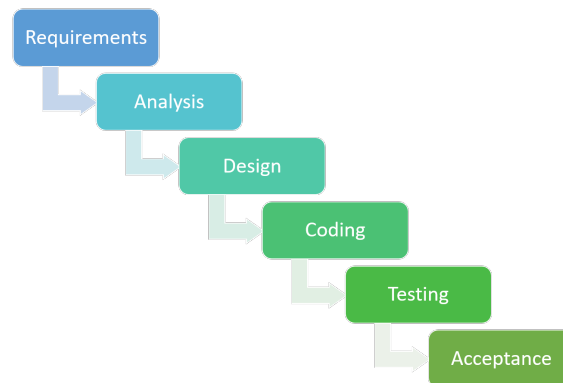 Requirements
Analysis
Design
Coding
Testing
Acceptance